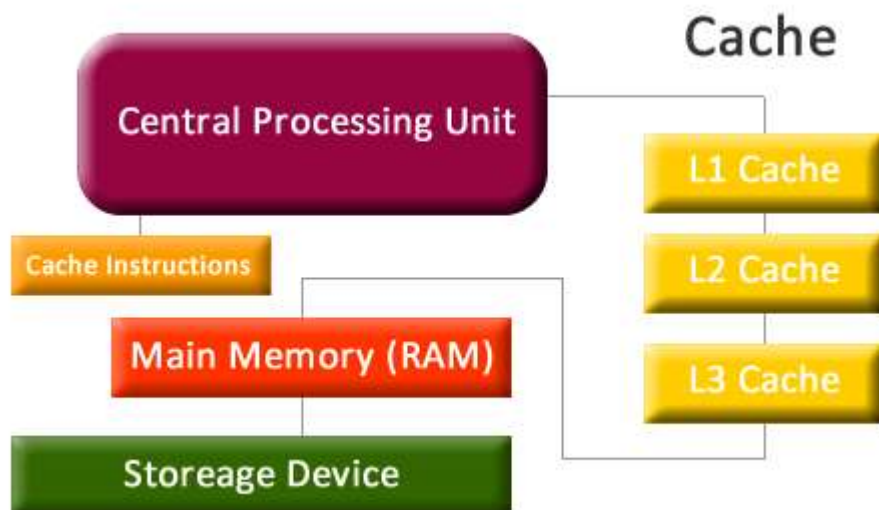 Cache
Central Processing Unit
L1 Cache
Cache Instructions
L2 Cache
Main Memory (RAM)
L3 Cache
Storeage Device